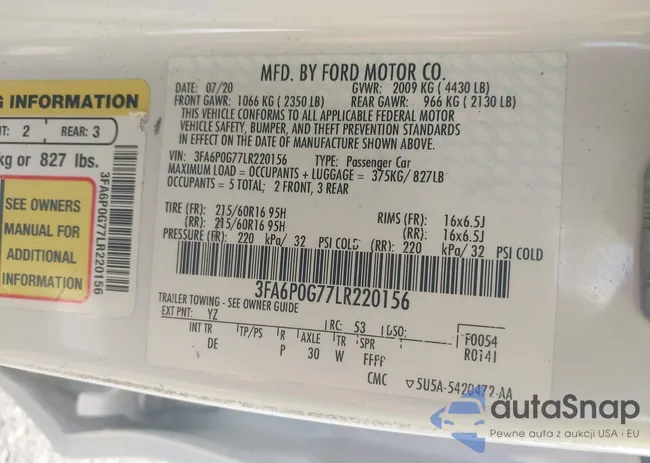 MFD. BY FORD MOTOR CO.
DATE: 07/20 GVWR: 2009 KG ( 4430 LB)
FRONT GAWR: 1066 KG ( 2350 LB) REAR GAWR: 966 KG ( 2130 LB)
THIS VEHICLE CONFORMS TO ALL APPLICABLE FEDERAL MOTOR
VEHICLE SAFETY, BUMPER, AND THEFT PREVENTION STANDARDS
IN EFFECT ON THE DATE OF MANUFACTURE SHOWN ABOVE.
VIN: 3FA6P0G77LR220156 TYPE: Passenger Car
MAXIMUM LOAD = OCCUPANTS + LUGGAGE = 375KG/ 827LB
OCCUPANTS = 5 TOTAL; 2 FRONT, 3 REAR
TIRE (FR): 215/60R16 95H RIMS (FR): 16x6.5J
(RR): 215/60R16 95H (RR): 16x6.5J
PRESSURE (FR): 220 kPa/ 32 PSI COLD (RR): 220 kPa/ 32 PSI COLD
3FA6P0G77LR220156
TRAILER TOWING - SEE OWNER GUIDE
EXT PNT: YZ RC: 53 DSO: F0054
INT TR TP/PS R AXLE TR SPR R0141
DE P 30 W FFFF
CMC 5U5A-5420472-AA
G INFORMATION
NT: 2 REAR: 3
kg or 827 lbs.
SEE OWNERS
MANUAL FOR
ADDITIONAL
INFORMATION
3FA6P0G77LR220156
autoSnap
Pewne auta z aukcji USA i EU